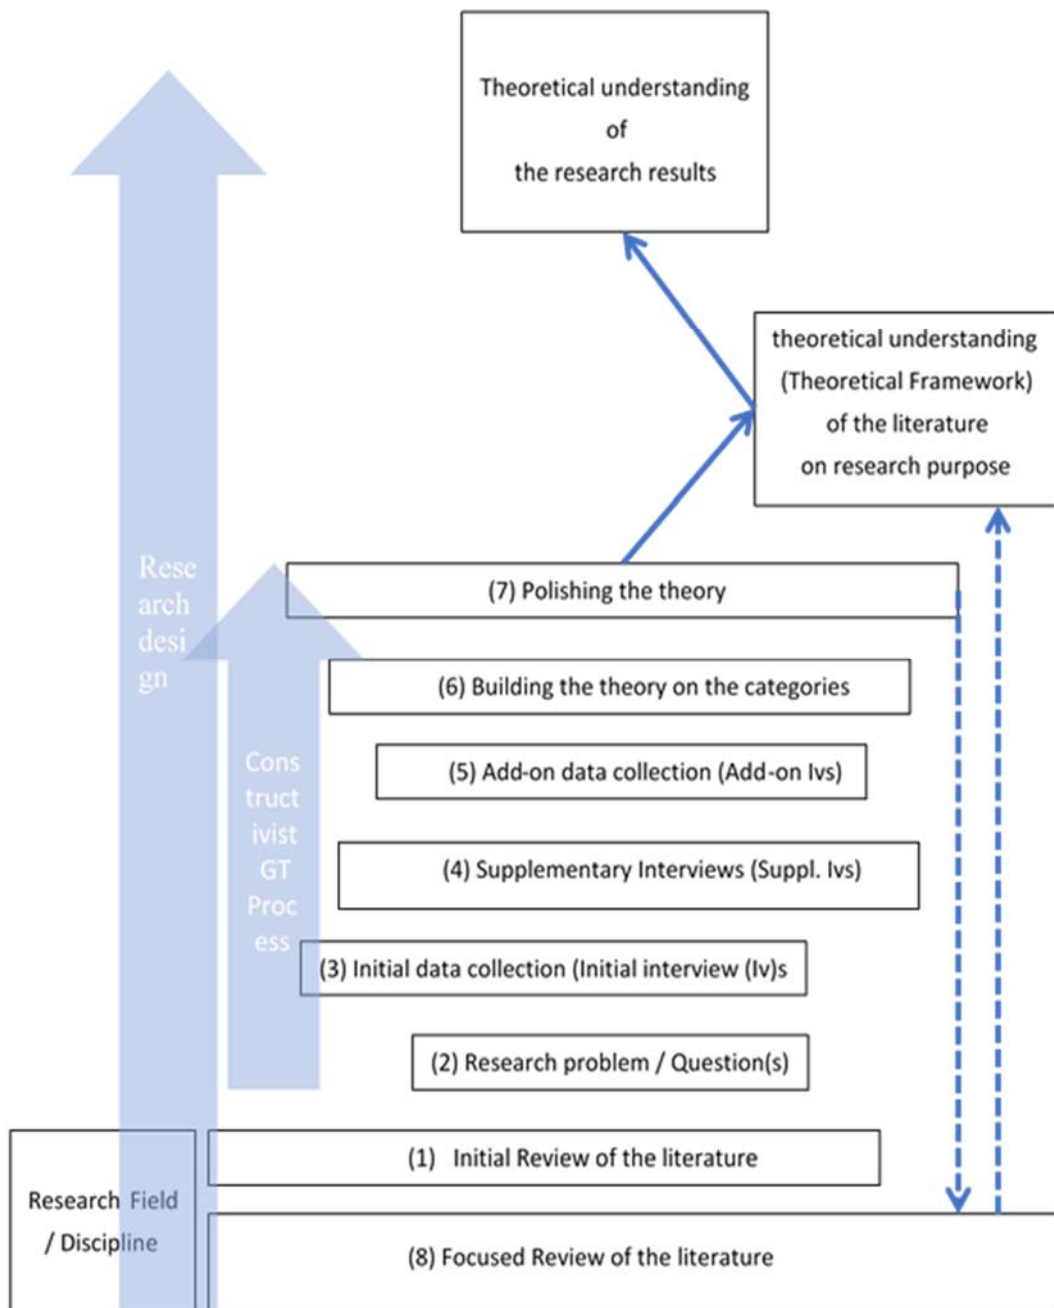 Theoretical understanding
of
the research results
theoretical understanding
(Theoretical Framework)
of the literature
on research purpose
Rese
arch
desi
gn
(7) Polishing the theory
(6) Building the theory on the categories
Cons
truct
ivist
GT
Proc
ess
(5) Add-on data collection (Add-on Ivs)
(4) Supplementary Interviews (Suppl. Ivs)
(3) Initial data collection (Initial interview (Iv)s
(2) Research problem / Question(s)
(1) Initial Review of the literature
Research Field
/ Discipline
(8) Focused Review of the literature